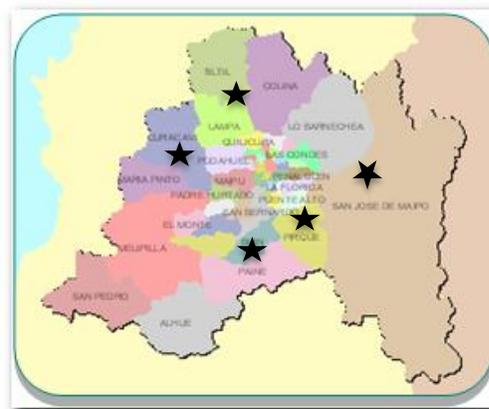 TILTIL
COLINA
LAMPA
LO BARNECHEA
QUILICURA
CURACAVI
LAS CONDES
PUDAHUEL
PEÑALOLEN
MARIA PINTO
MAIPU
LA FLORIDA
PADRE HURTADO
PUENTE ALTO
SAN BERNARDO
SAN JOSE DE MAIPO
EL MONTE
PIRQUE
MELIPILLA
PAINE
SAN PEDRO
ALHUE